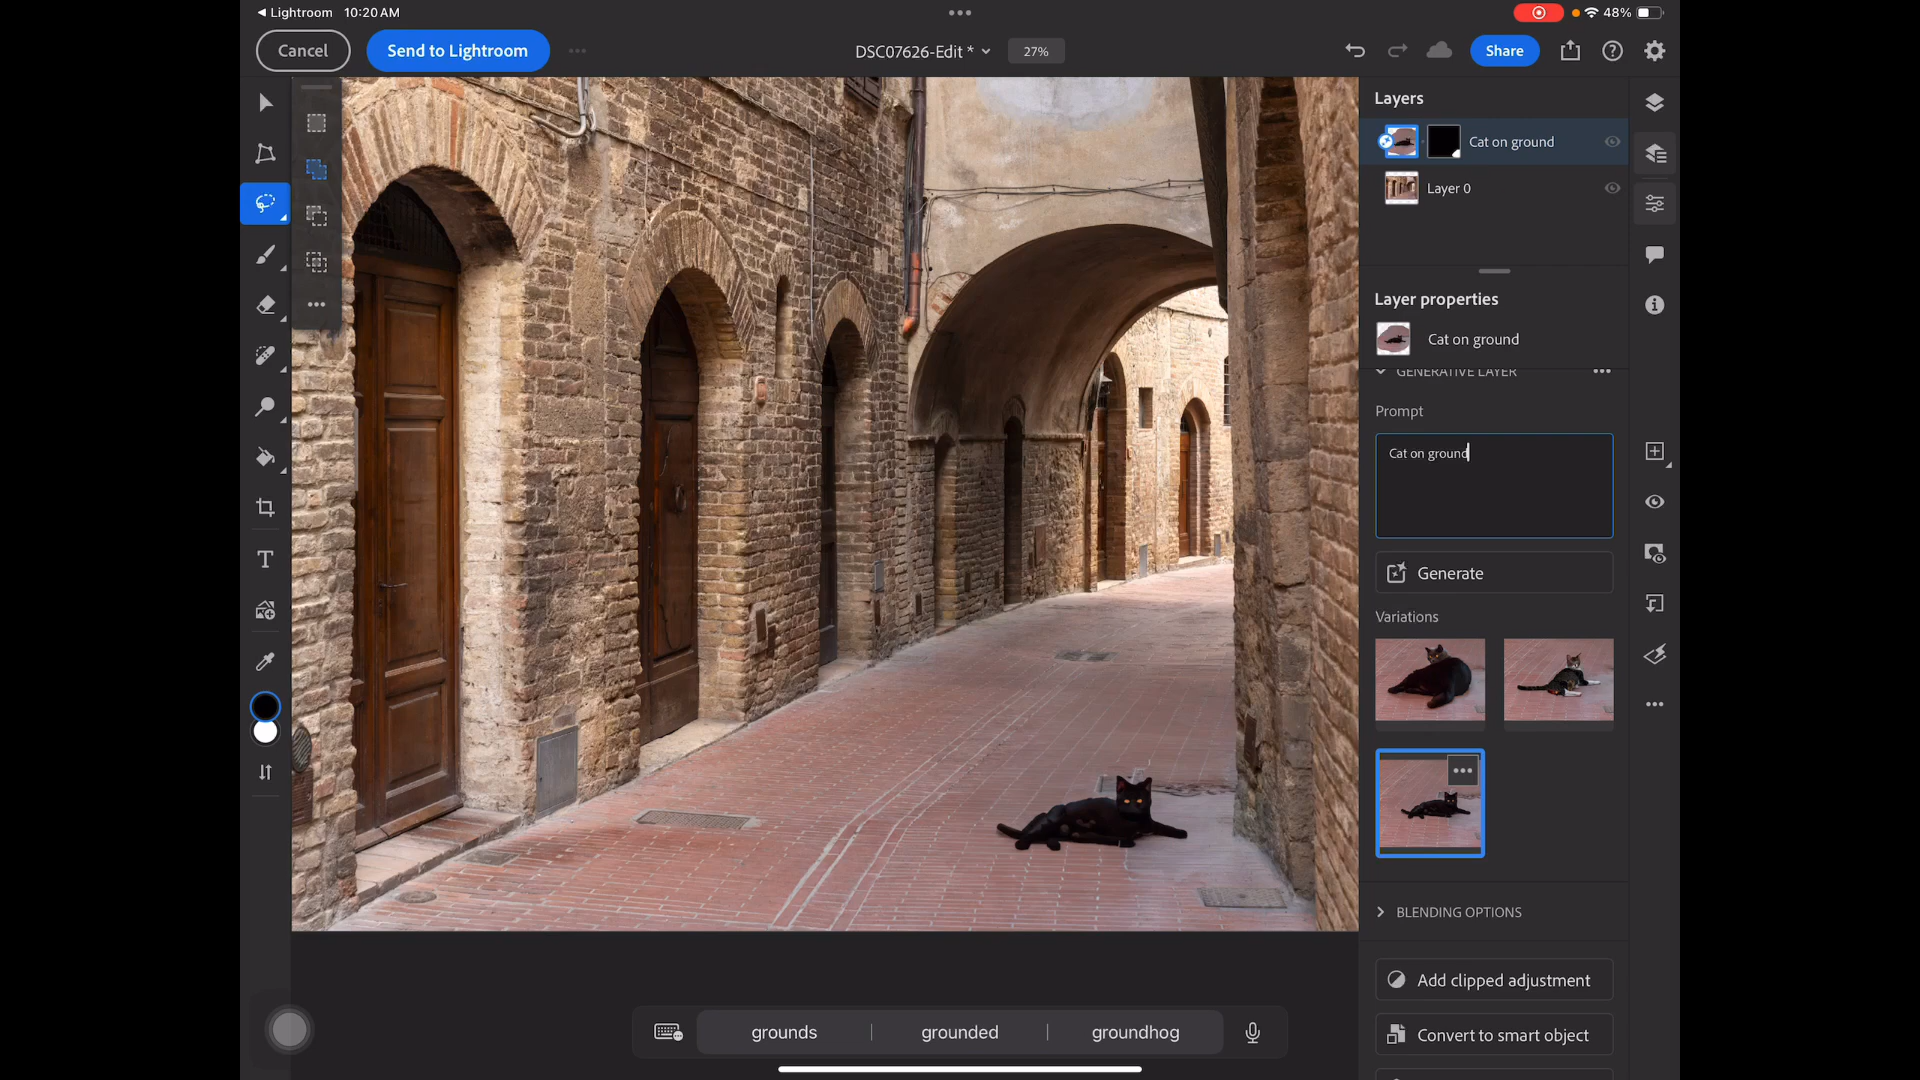 Lightroom 10:20 AM
48%
Cancel
Send to Lightroom
DSC07626-Edit *
27%
Share
Layers
Cat on ground
Layer 0
Layer properties
Cat on ground
GENERATIVE LAYER
Prompt
Cat on ground
Generate
Variations
BLENDING OPTIONS
Add clipped adjustment
Convert to smart object
grounds
grounded
groundhog